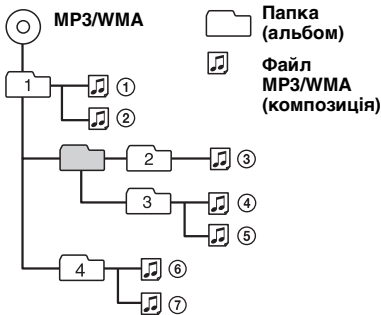 MP3/WMA
Папка
(альбом)
Файл
MP3/WMA
(композиція)
1
①
②
2
③
3
④
⑤
4
⑥
⑦